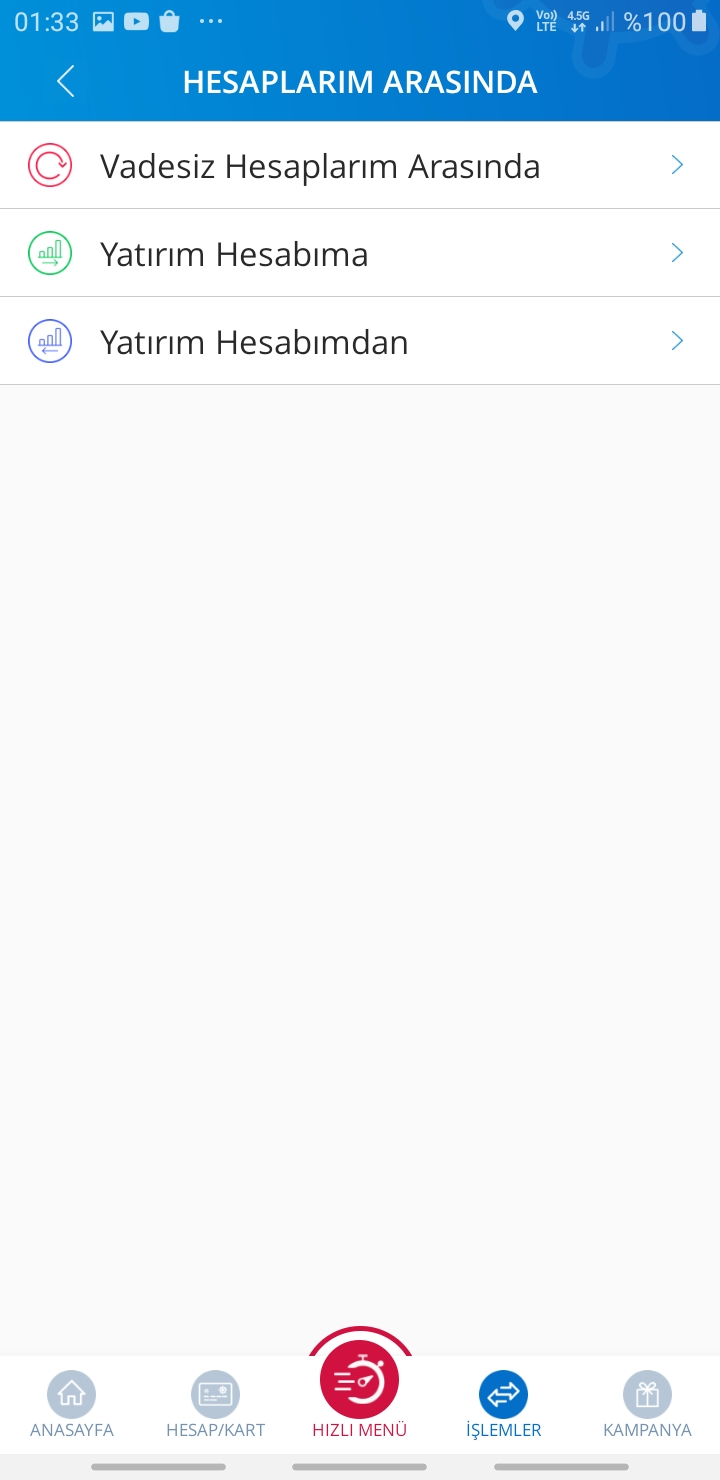 01:33
Vo)) LTE 4.5G %100
HESAPLARIM ARASINDA
Vadesiz Hesaplarım Arasında
Yatırım Hesabıma
Yatırım Hesabımdan
ANASAYFA
HESAP/KART
HIZLI MENÜ
İŞLEMLER
KAMPANYA